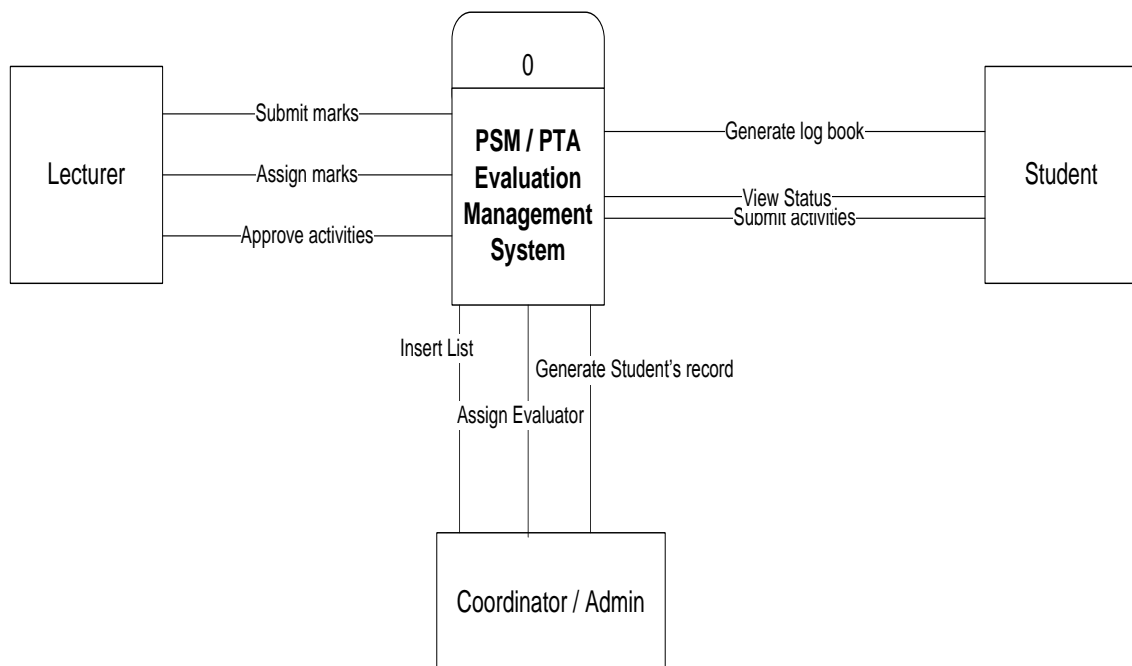 0
Lecturer
Submit marks
Assign marks
Approve activities
PSM / PTA
Evaluation
Management
System
Generate log book
View Status
Submit activities
Student
Insert List
Generate Student’s record
Assign Evaluator
Coordinator / Admin